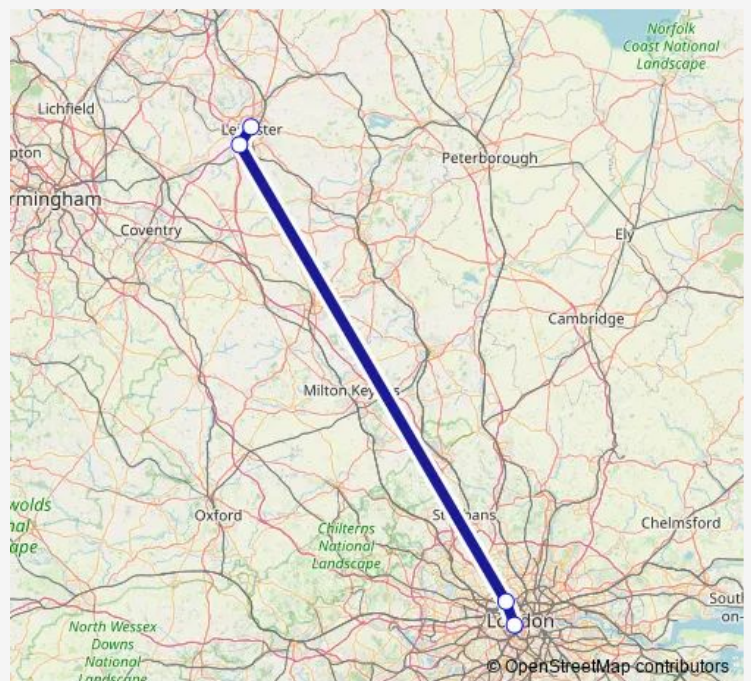 Norfolk
Coast National
Landscape
Lichfield
pton
Peterborough
rmingham
Coventry
Ely
Cambridge
Milton Key
Oxford
Chilterns
National
Landscape
Chelmsford
wolds
nal
ape
South
on-
North Wessex
Downs
National
Landscape
© OpenStreetMap contributors